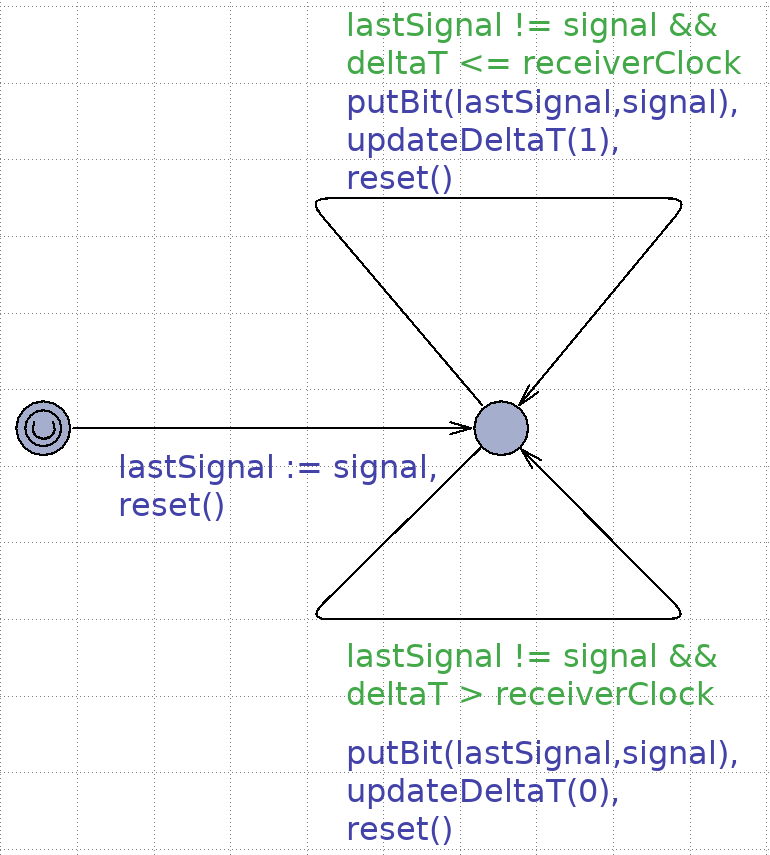 lastSignal != signal &&
deltaT <= receiverClock
putBit(lastSignal,signal),
updateDeltaT(1),
reset()
lastSignal := signal,
reset()
lastSignal != signal &&
deltaT > receiverClock
putBit(lastSignal,signal),
updateDeltaT(0),
reset()